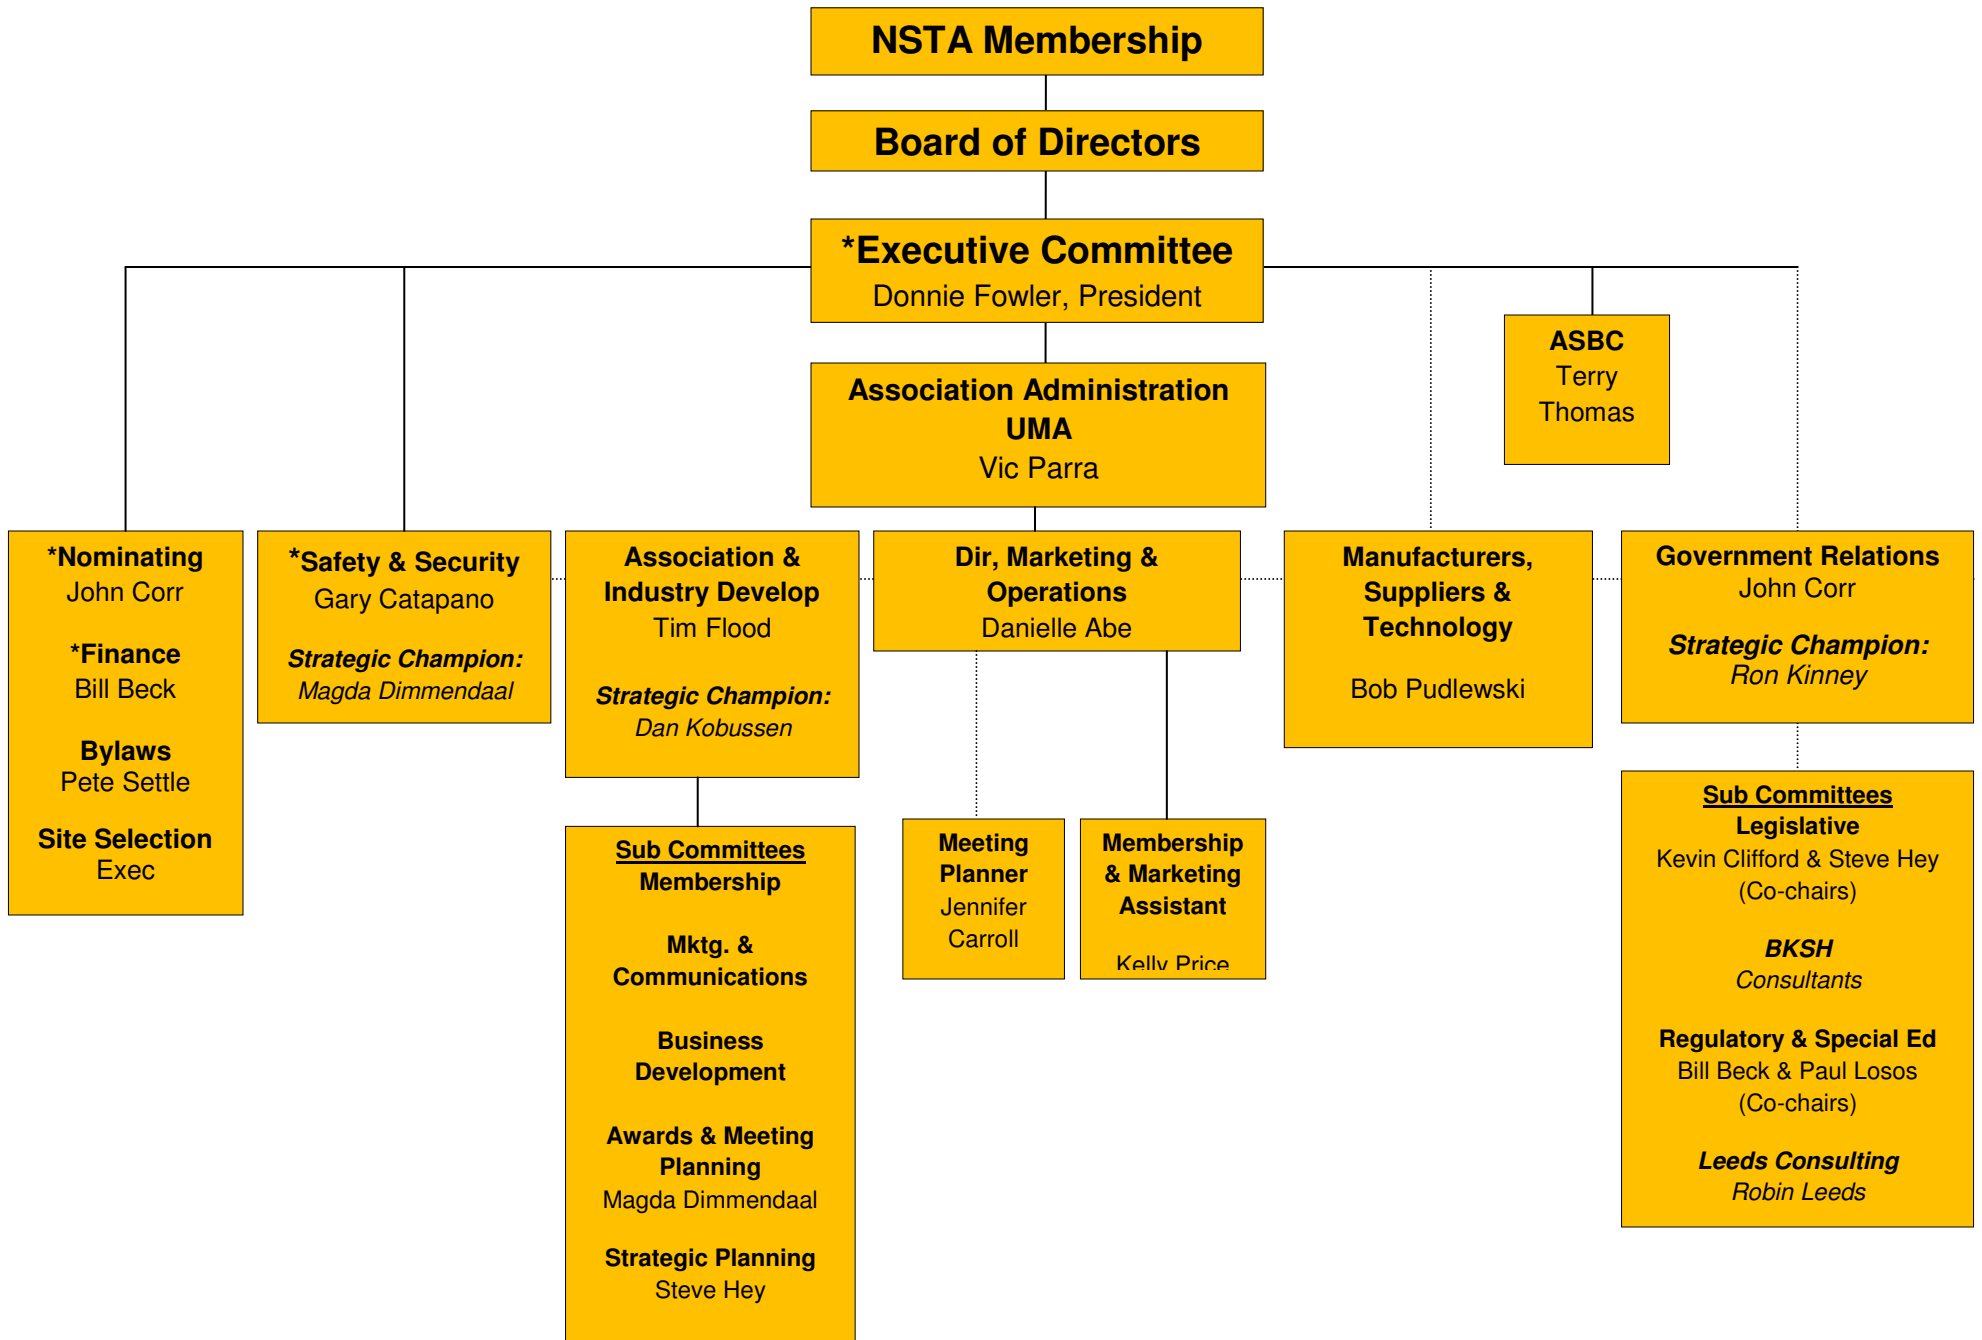 NSTA Membership
Board of Directors
*Executive Committee
Donnie Fowler, President
Association Administration
UMA
Vic Parra
ASBC
Terry
Thomas
*Nominating
John Corr
*Finance
Bill Beck
Bylaws
Pete Settle
Site Selection
Exec
*Safety & Security
Gary Catapano
Strategic Champion:
Magda Dimmendaal
Association &
Industry Develop
Tim Flood
Strategic Champion:
Dan Kobussen
Dir, Marketing &
Operations
Danielle Abe
Manufacturers,
Suppliers &
Technology
Bob Pudlewski
Government Relations
John Corr
Strategic Champion:
Ron Kinney
Sub Committees
Membership
Mktg. &
Communications
Business
Development
Awards & Meeting
Planning
Magda Dimmendaal
Strategic Planning
Steve Hey
Meeting
Planner
Jennifer
Carroll
Membership
& Marketing
Assistant
Kelly Price
Sub Committees
Legislative
Kevin Clifford & Steve Hey
(Co-chairs)
BKSH
Consultants
Regulatory & Special Ed
Bill Beck & Paul Losos
(Co-chairs)
Leeds Consulting
Robin Leeds